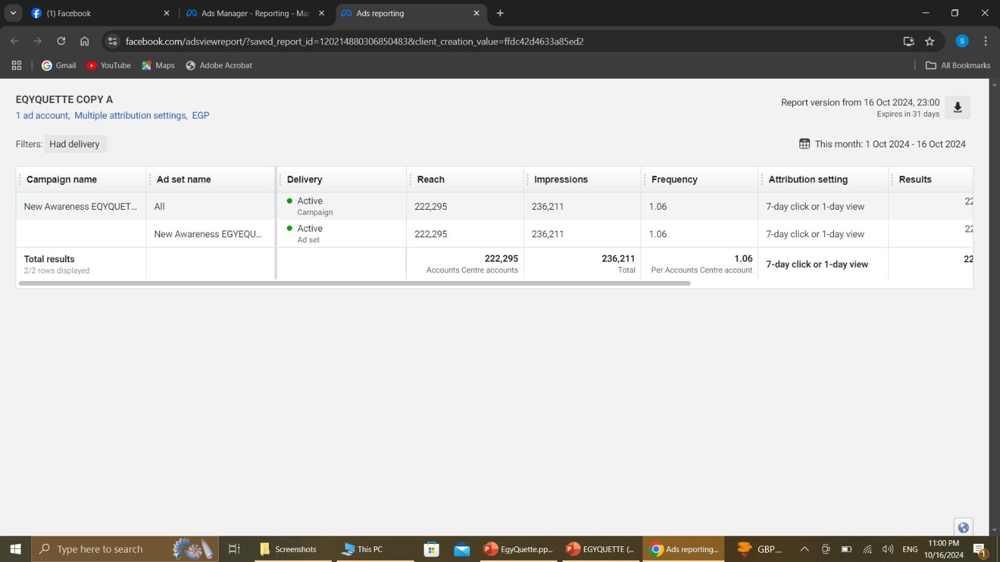 (1) Facebook
Ads Manager - Reporting - Mar
Ads reporting
facebook.com/adsviewreport/?saved_report_id=120214880306850483&client_creation_value=ffdc42d4633a85ed2
S
Gmail
YouTube
Maps
Adobe Acrobat
All Bookmarks
EQYQUETTE COPY A
1 ad account, Multiple attribution settings, EGP
Report version from 16 Oct 2024, 23:00
Expires in 31 days
Filters: Had delivery
This month: 1 Oct 2024 - 16 Oct 2024
Campaign name Ad set name Delivery Reach Impressions Frequency Attribution setting Results
New Awareness EQYQUET... All Active 222,295 236,211 1.06 7-day click or 1-day view 22
Campaign
New Awareness EGYEQU... Active 222,295 236,211 1.06 7-day click or 1-day view 22
Ad set
Total results 222,295 236,211 1.06 7-day click or 1-day view 22
2/2 rows displayed Accounts Centre accounts Total Per Accounts Centre account
Type here to search
Screenshots
This PC
EgyQuette.pp...
EGYQUETTE (...
Ads reporting...
GBP...
ENG
11:00 PM
10/16/2024
1